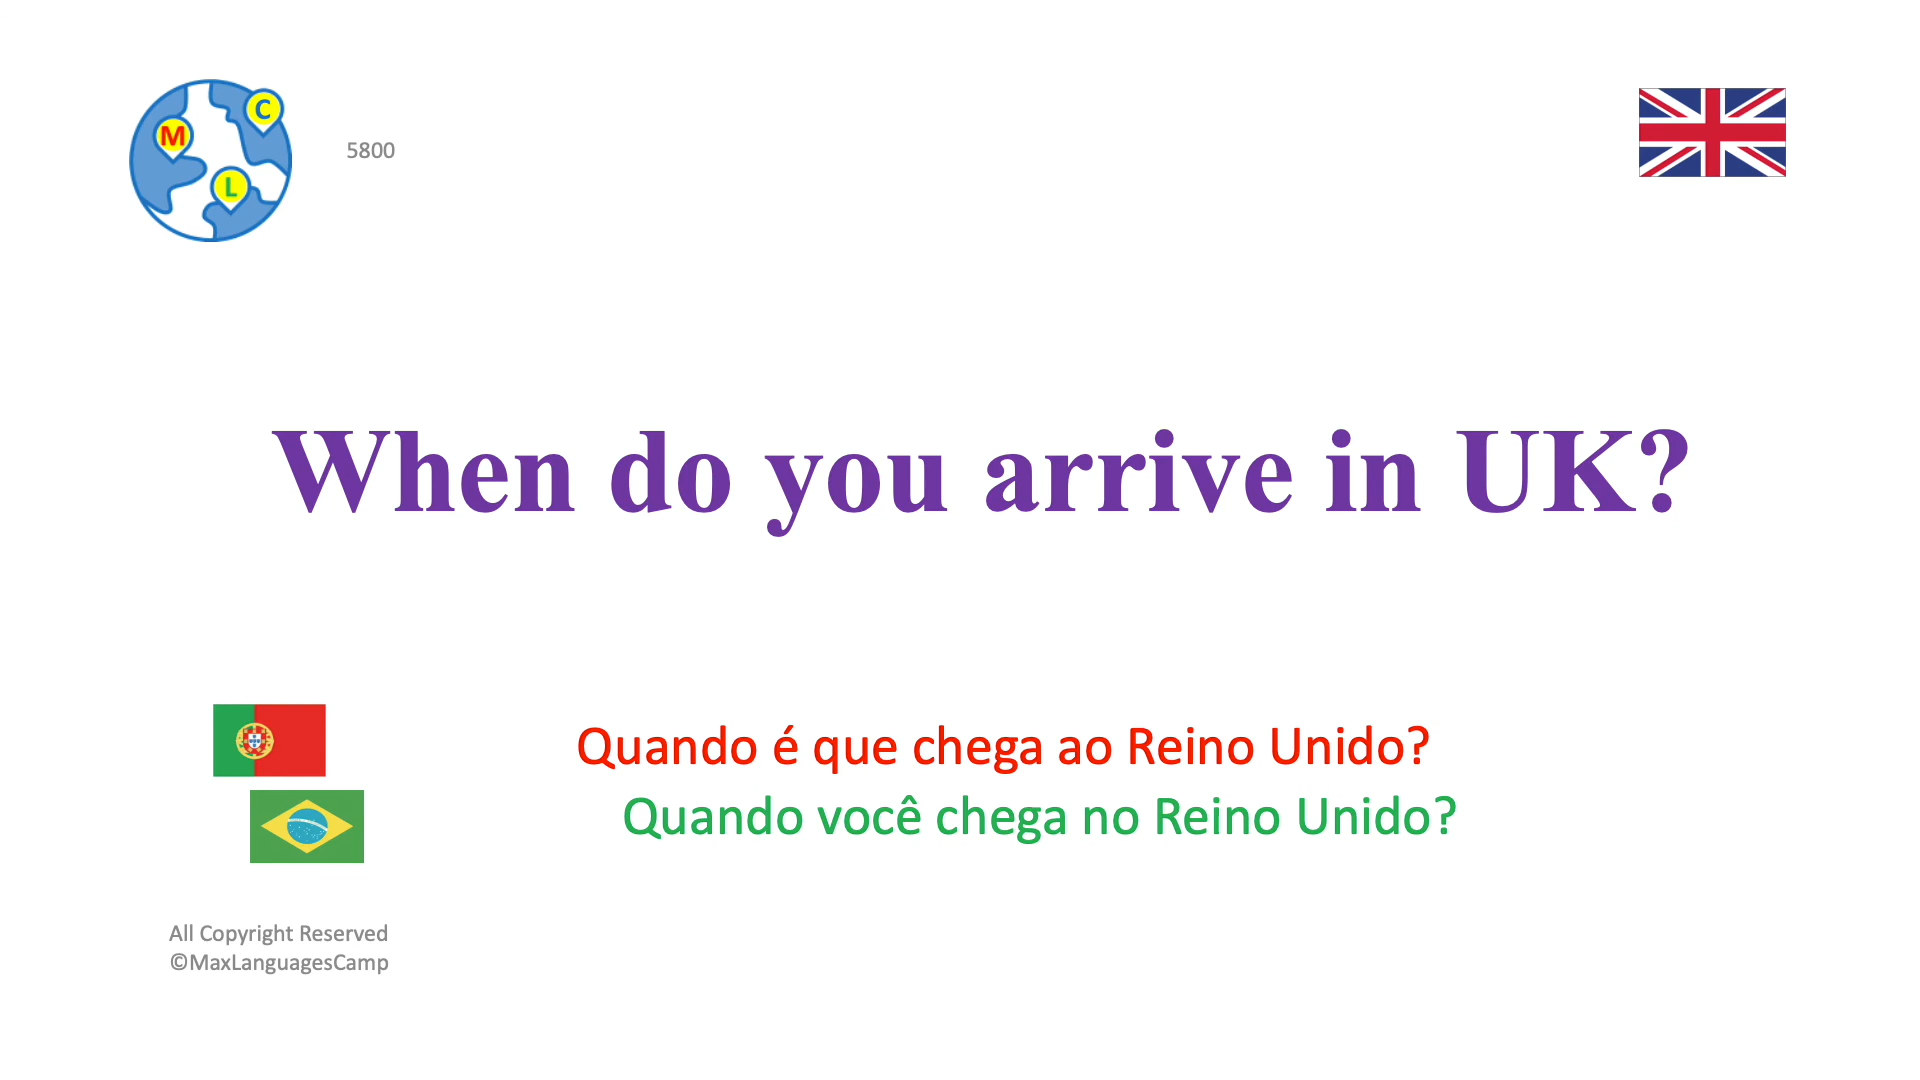 M
C
L
5800
When do you arrive in UK?
Quando é que chega ao Reino Unido?
Quando você chega no Reino Unido?
All Copyright Reserved
©MaxLanguagesCamp